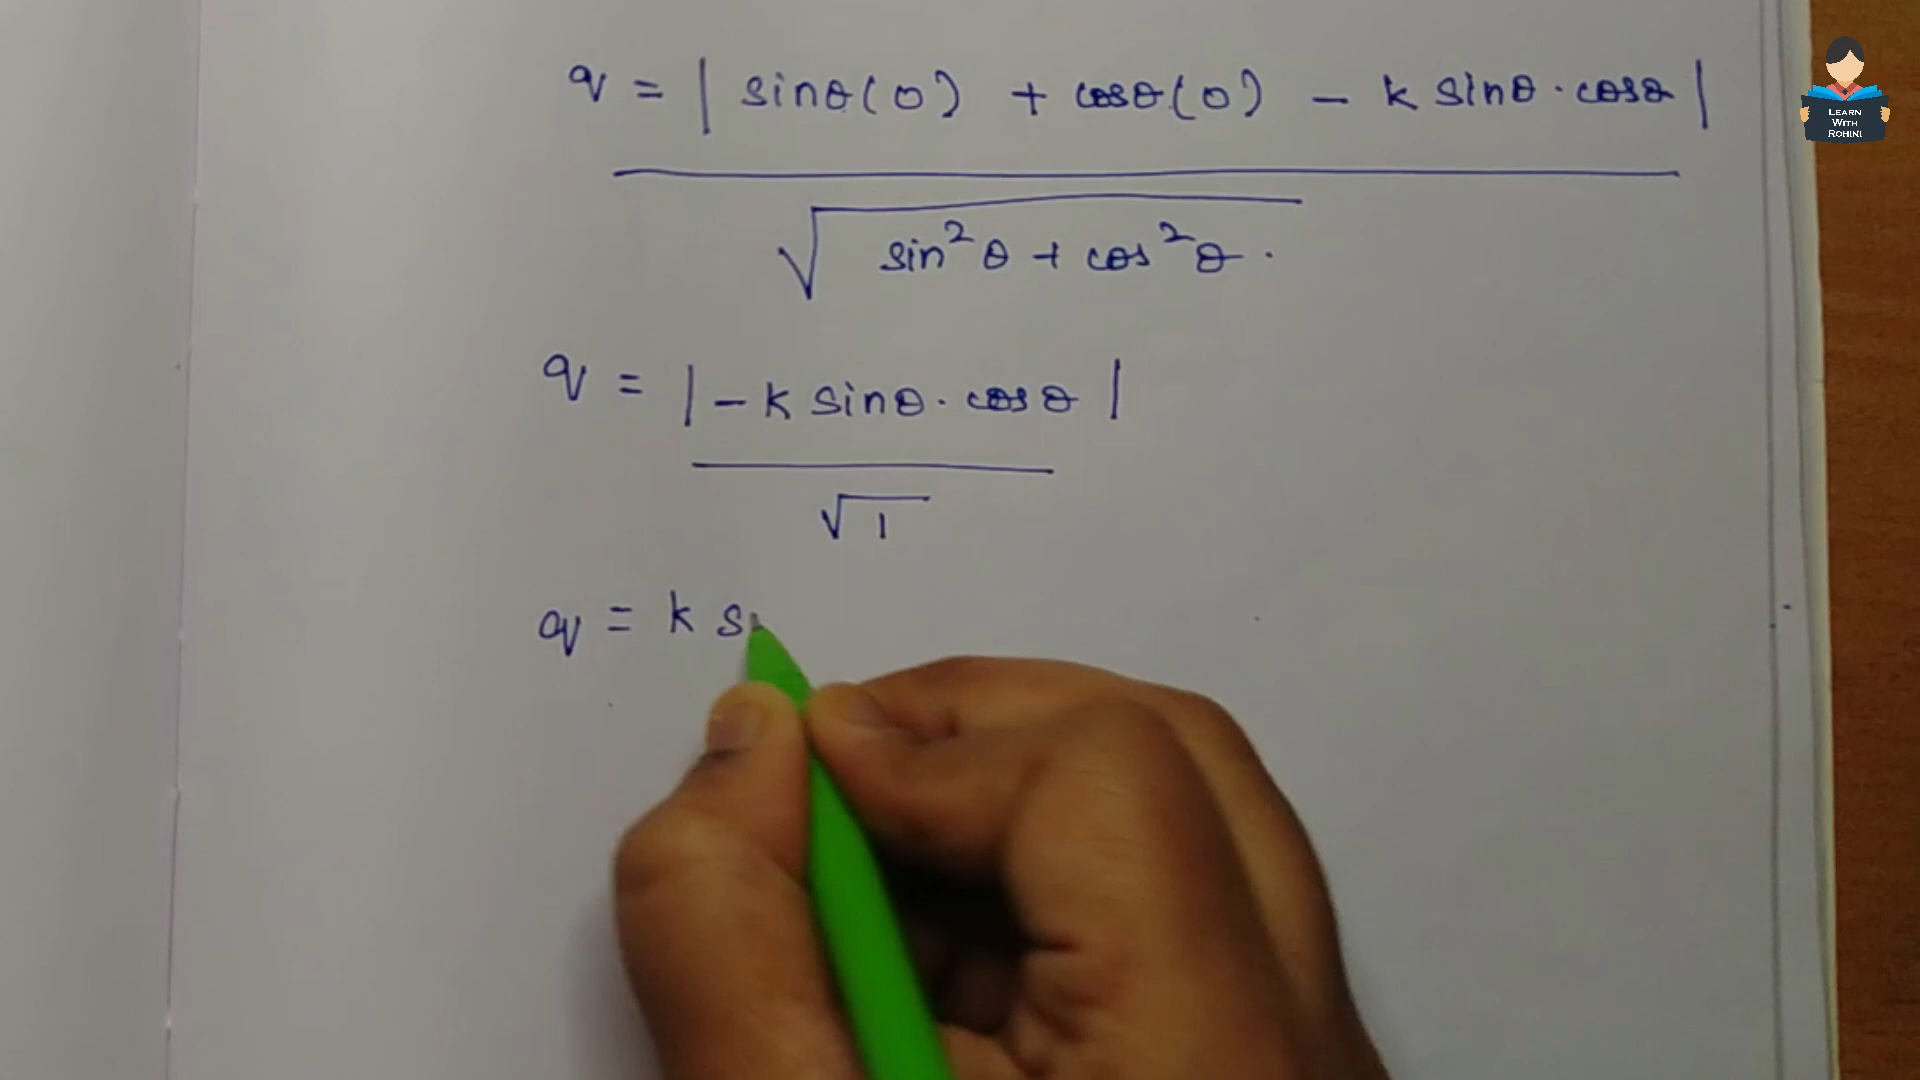 q = | sinθ(0) + cosθ(0) - k sinθ·cosθ |
√ sin²θ + cos²θ.
q = | -k sinθ·cosθ |
√1
q = k s
LEARN
WITH
ROHINI